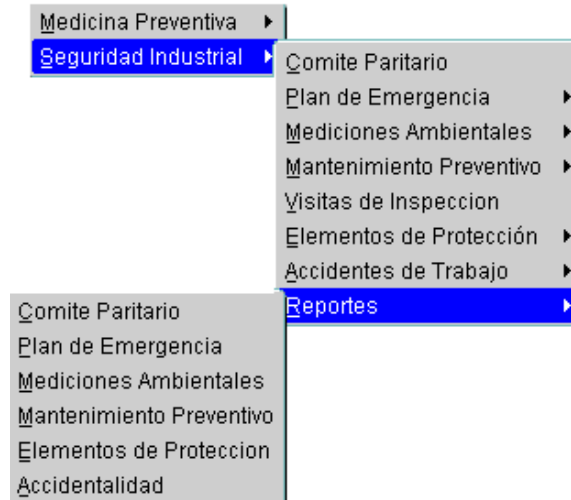 Medicina Preventiva
Seguridad Industrial
Comite Paritario
Plan de Emergencia
Mediciones Ambientales
Mantenimiento Preventivo
Visitas de Inspeccion
Elementos de Protección
Accidentes de Trabajo
Reportes
Comite Paritario
Plan de Emergencia
Mediciones Ambientales
Mantenimiento Preventivo
Elementos de Proteccion
Accidentalidad